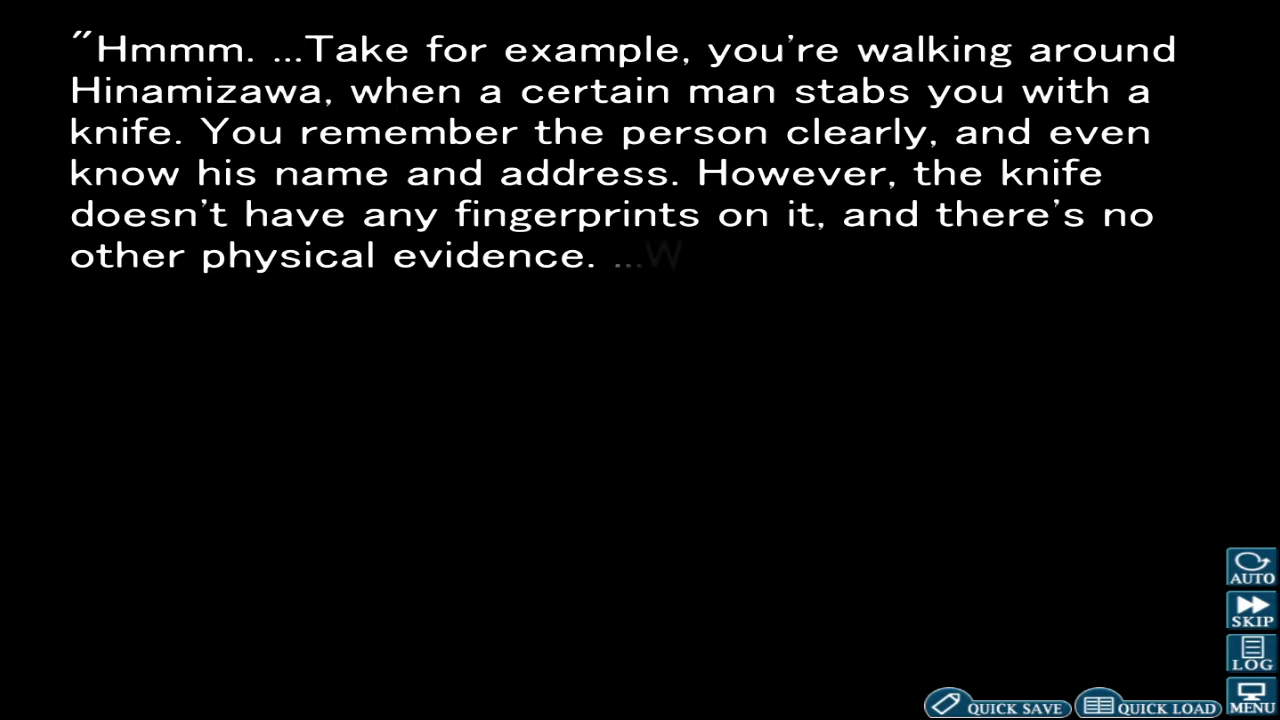 "Hmmm. ...Take for example, you're walking around
Hinamizawa, when a certain man stabs you with a
knife. You remember the person clearly, and even
know his name and address. However, the knife
doesn't have any fingerprints on it, and there's no
other physical evidence. ...W
AUTO
SKIP
LOG
QUICK SAVE
QUICK LOAD
MENU